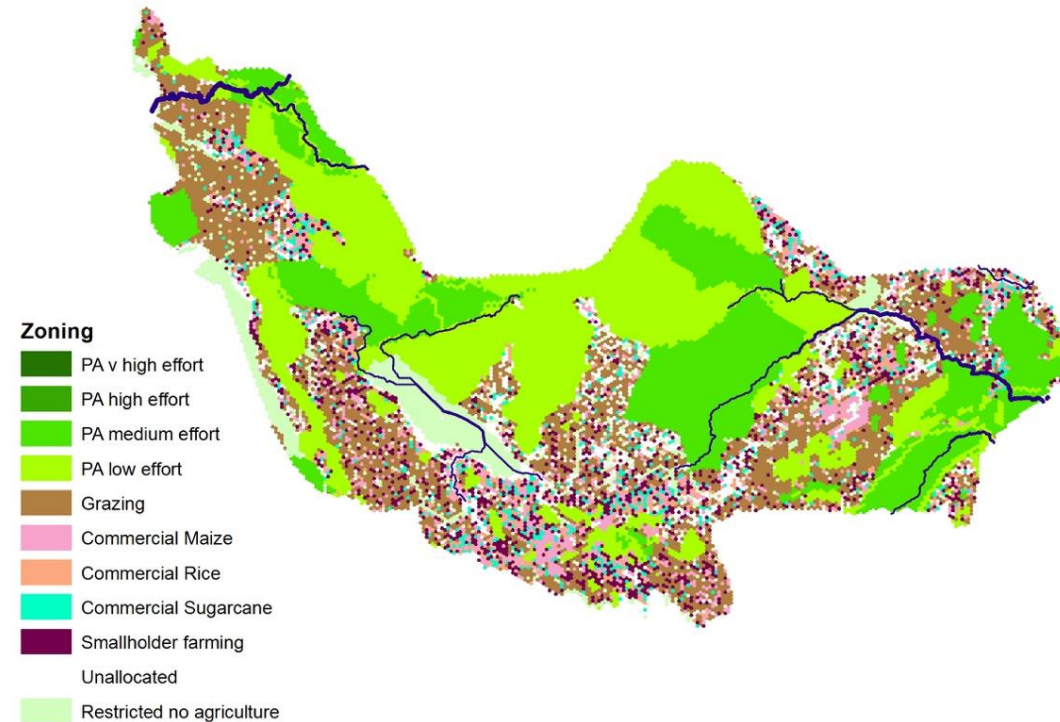 Zoning
PA v high effort
PA high effort
PA medium effort
PA low effort
Grazing
Commercial Maize
Commercial Rice
Commercial Sugarcane
Smallholder farming
Unallocated
Restricted no agriculture